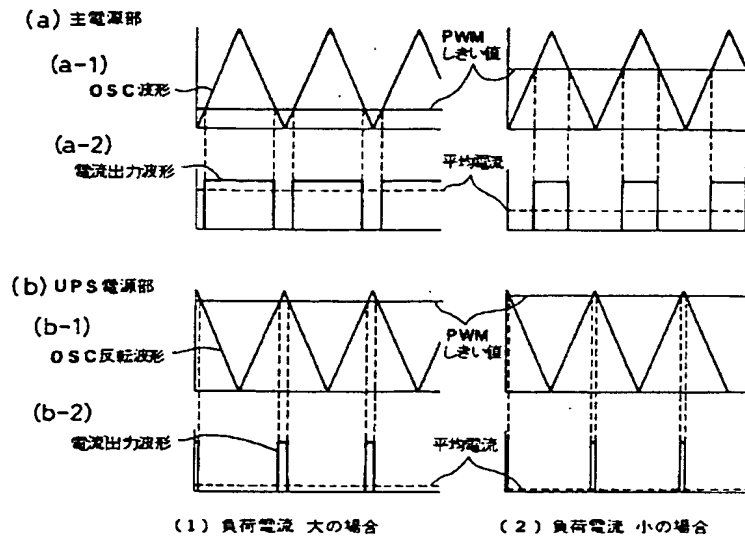 (a) 主電源部
(a-1)
OSC波形
PWM
しきい値
(a-2)
電流出力波形
平均電流
(b) UPS電源部
(b-1)
OSC反転波形
PWM
しきい値
(b-2)
電流出力波形
平均電流
(1) 負荷電流 大の場合
(2) 負荷電流 小の場合